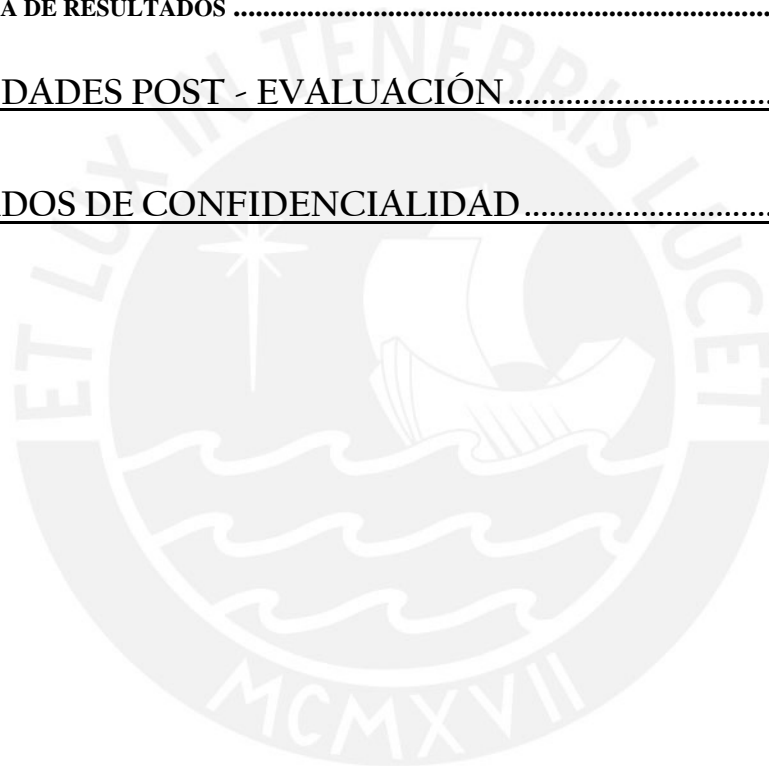 A DE RESULTADOS ........................................................................
DADES POST - EVALUACIÓN ................................
DOS DE CONFIDENCIALIDAD ..............................
ET LUX IN TENEBRIS LUCET
MCMXVII